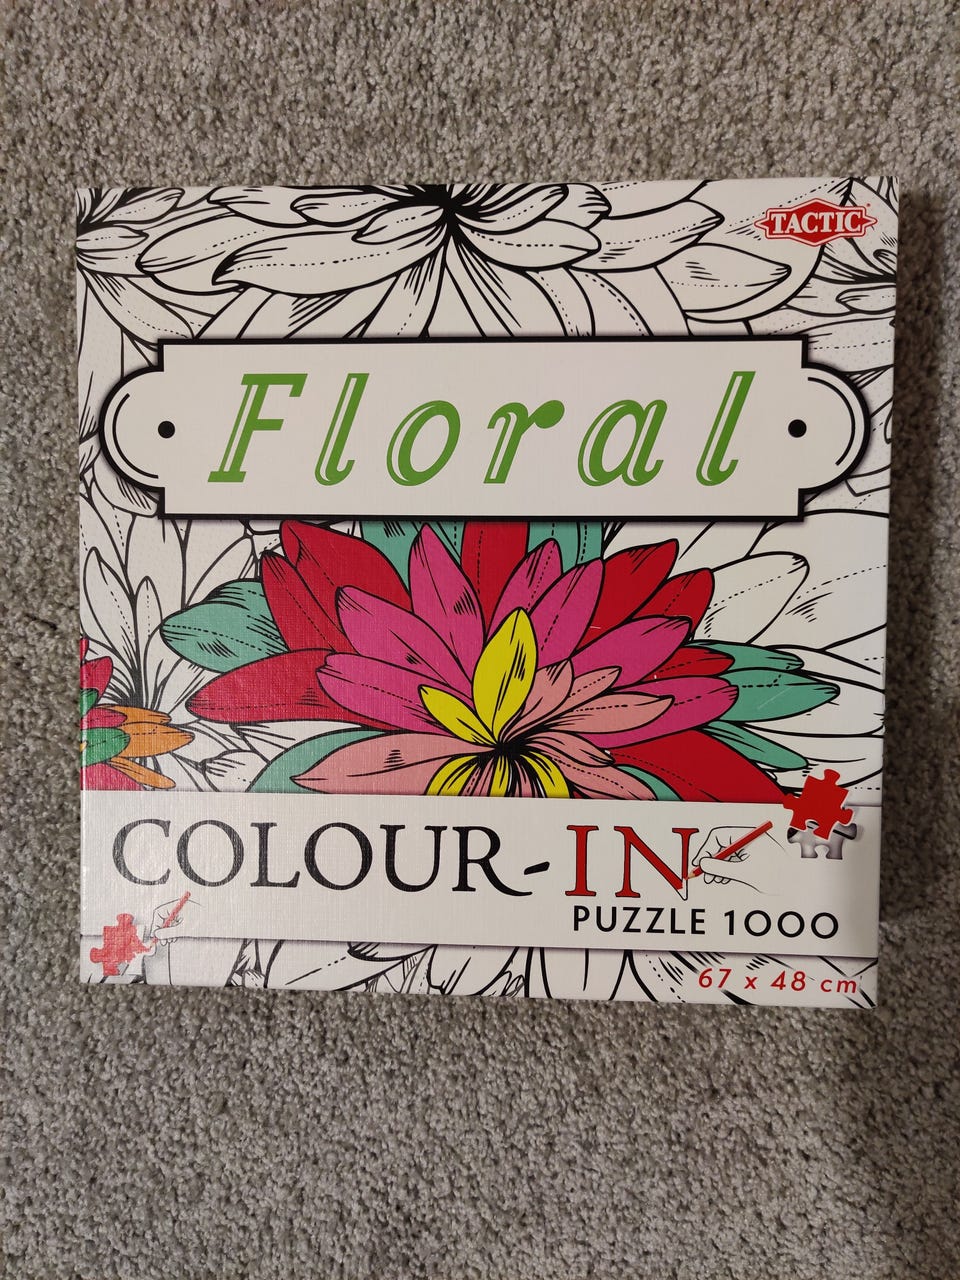 TACTIC
Floral
COLOUR-IN
PUZZLE 1000
67 x 48 cm